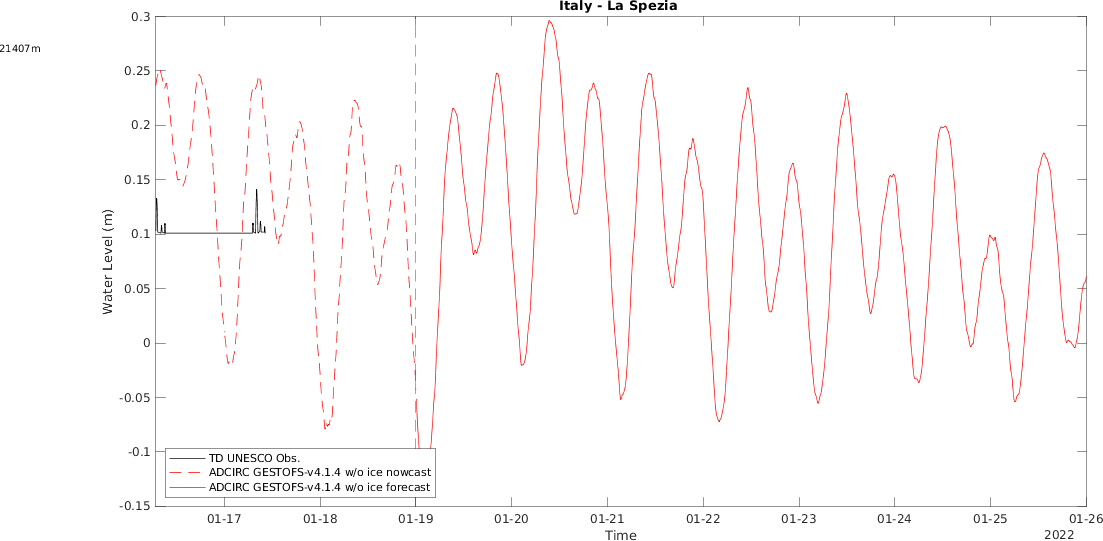 Italy - La Spezia
21407m
0.3
0.25
0.2
0.15
0.1
0.05
0
-0.05
-0.1
-0.15
Water Level (m)
TD UNESCO Obs.
ADCIRC GESTOFS-v4.1.4 w/o ice nowcast
ADCIRC GESTOFS-v4.1.4 w/o ice forecast
01-17 01-18 01-19 01-20 01-21 01-22 01-23 01-24 01-25 01-26
Time
2022